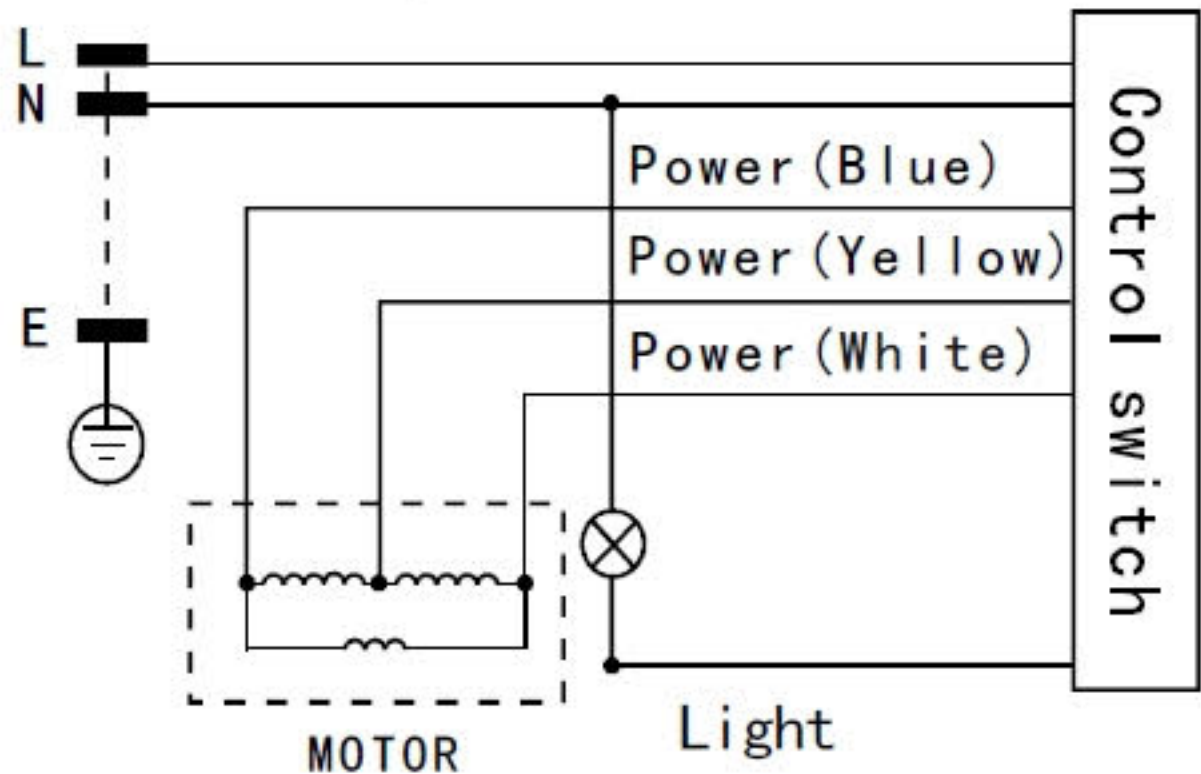 L
N
Power(Blue)
Power(Yellow)
E
Power(White)
Control switch
Light
MOTOR